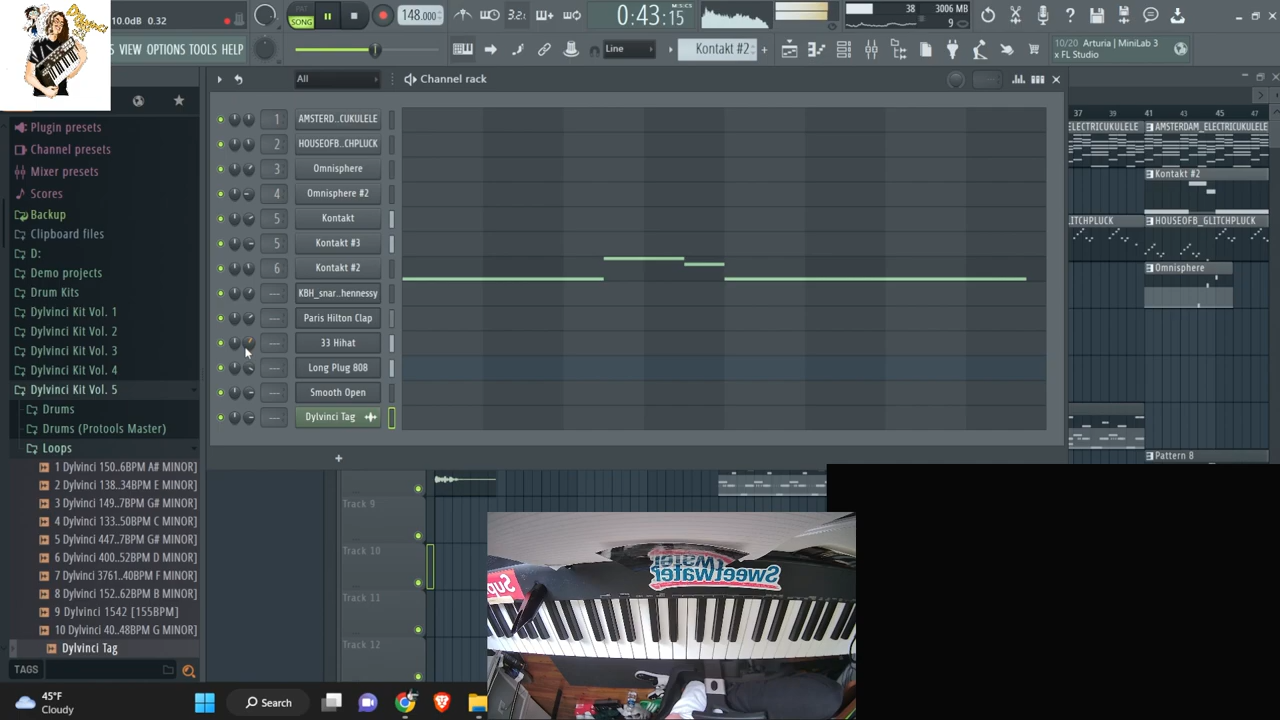 10.0dB 0.32
PAT
SONG
148.000
3.2:
0:43:15
M:S:CS
38
3006 MB
9
VIEW OPTIONS TOOLS HELP
Line
Kontakt #2
10/20 Arturia | MiniLab 3
x FL Studio
All
Channel rack
Plugin presets
Channel presets
Mixer presets
Scores
Backup
Clipboard files
D:
Demo projects
Drum Kits
Dylvinci Kit Vol. 1
Dylvinci Kit Vol. 2
Dylvinci Kit Vol. 3
Dylvinci Kit Vol. 4
Dylvinci Kit Vol. 5
Drums
Drums (Protools Master)
Loops
1 Dylvinci 150..6BPM A# MINOR]
2 Dylvinci 138..34BPM E MINOR]
3 Dylvinci 149..7BPM G# MINOR]
4 Dylvinci 133..50BPM C MINOR]
5 Dylvinci 447..7BPM G# MINOR]
6 Dylvinci 400..52BPM D MINOR]
7 Dylvinci 3761..40BPM F MINOR]
8 Dylvinci 152..62BPM B MINOR]
9 Dylvinci 1542 [155BPM]
10 Dylvinci 40..48BPM G MINOR]
Dylvinci Tag
TAGS
1 AMSTERD..CUKULELE
2 HOUSEOFB..CHPLUCK
3 Omnisphere
4 Omnisphere #2
5 Kontakt
5 Kontakt #3
6 Kontakt #2
--- KBH_snar..hennessy
--- Paris Hilton Clap
--- 33 Hihat
--- Long Plug 808
--- Smooth Open
--- Dylvinci Tag
37 39 41 43 45 47
ELECTRICUKULELE
AMSTERDAM_ELECTRICUKULELE
Kontakt #2
LITCHPLUCK
HOUSEOFB_GLITCHPLUCK
Omnisphere
Pattern 8
Track 9
Track 10
Track 11
Track 12
SweetWater
Sup
45°F
Cloudy
Search